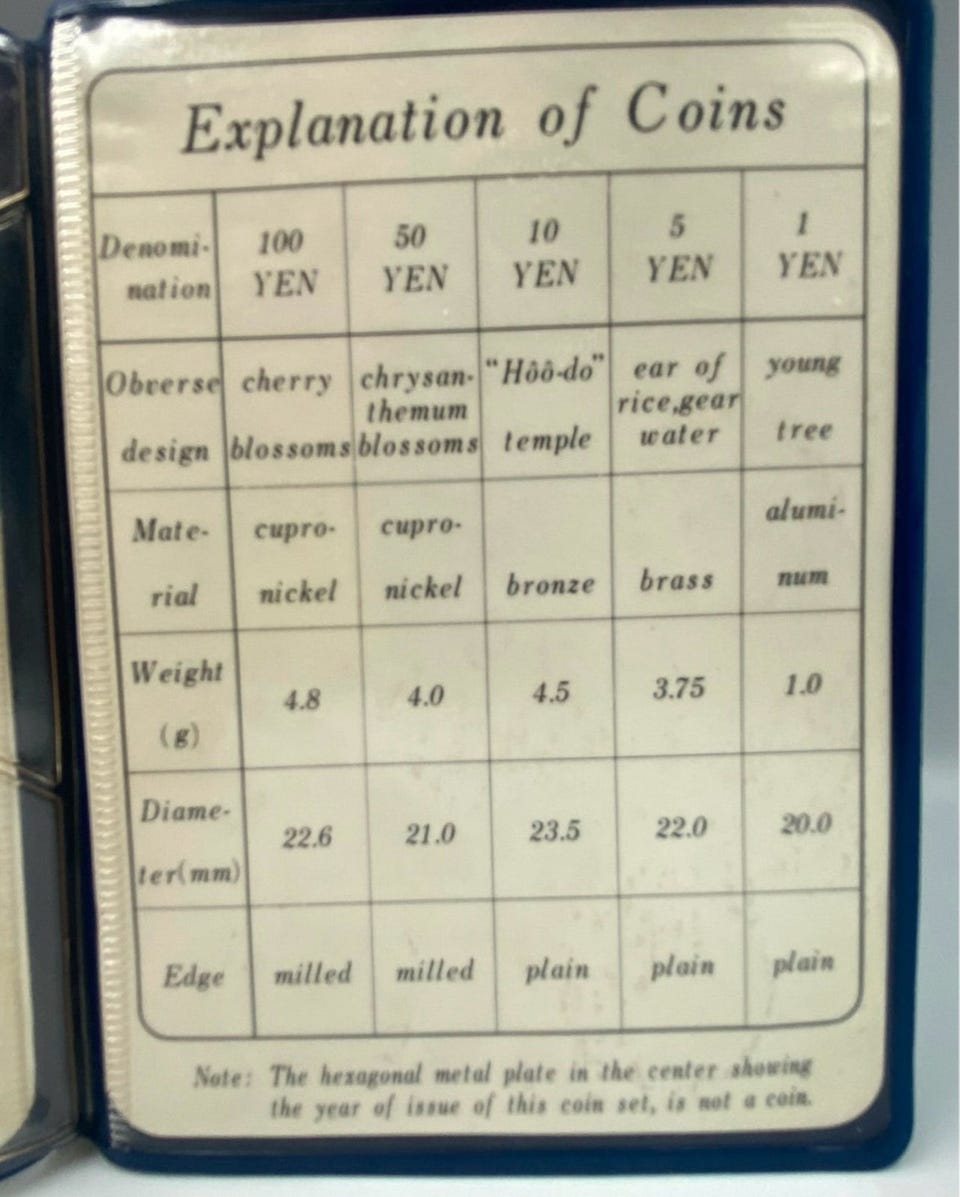 Explanation of Coins
Denomi-
nation
100
YEN
50
YEN
10
YEN
5
YEN
1
YEN
Obverse
design
cherry
blossoms
chrysan-
themum
blossoms
"Hôô-do"
temple
ear of
rice,gear
water
young
tree
Mate-
rial
cupro-
nickel
cupro-
nickel
bronze
brass
alumi-
num
Weight
(g)
4.8
4.0
4.5
3.75
1.0
Diame-
ter(mm)
22.6
21.0
23.5
22.0
20.0
Edge
milled
milled
plain
plain
plain
Note: The hexagonal metal plate in the center showing
the year of issue of this coin set, is not a coin.